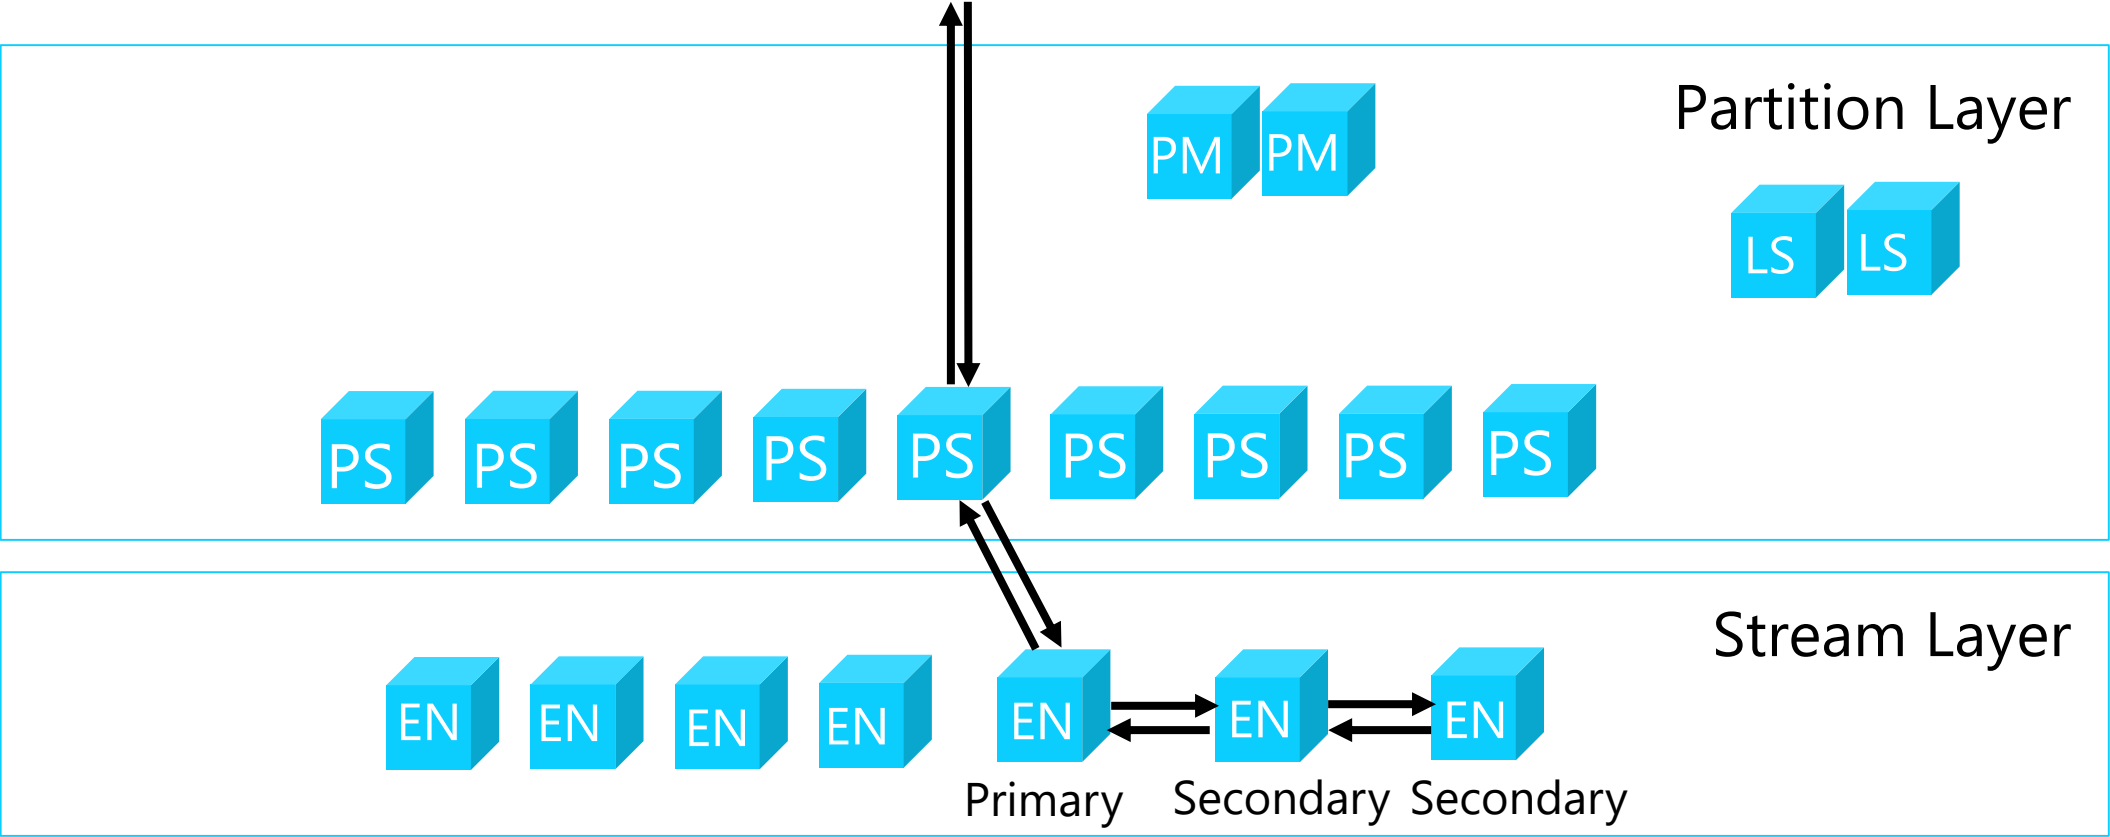 Partition Layer
PM PM
LS LS
PS PS PS PS PS PS PS PS PS
Stream Layer
EN EN EN EN EN EN EN
Primary Secondary Secondary